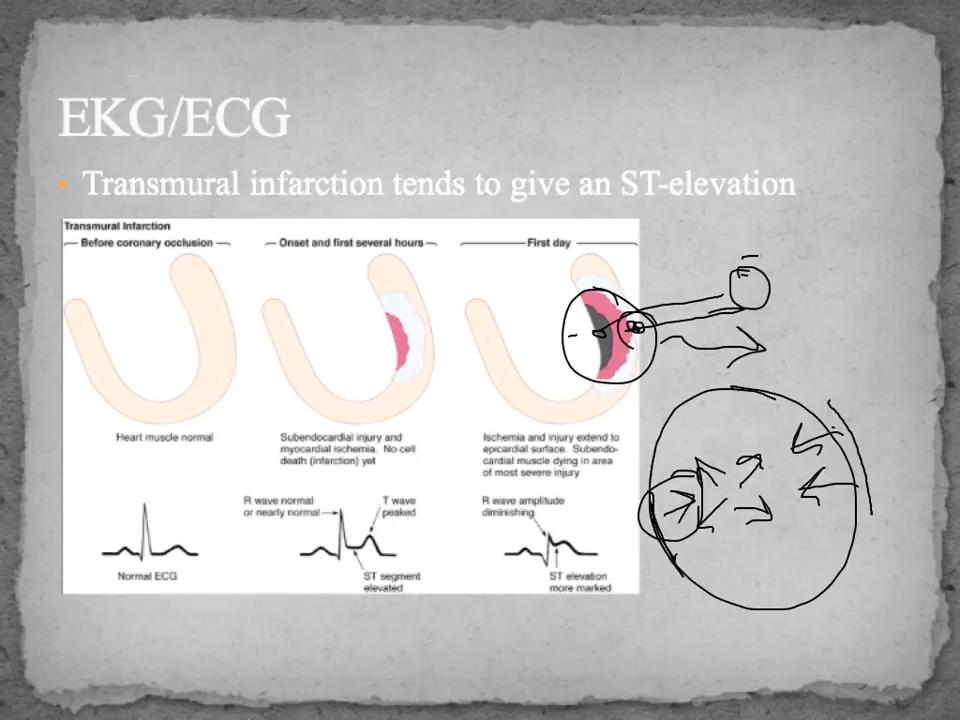 EKG/ECG
• Transmural infarction tends to give an ST-elevation
Transmural Infarction
Before coronary occlusion
Onset and first several hours
First day
Heart muscle normal
Subendocardial injury and
myocardial ischemia. No cell
death (infarction) yet
Ischemia and injury extend to
epicardial surface. Subendo-
cardial muscle dying in area
of most severe injury
R wave normal
or nearly normal
T wave
peaked
R wave amplitude
diminishing
Normal ECG
ST segment
elevated
ST elevation
more marked